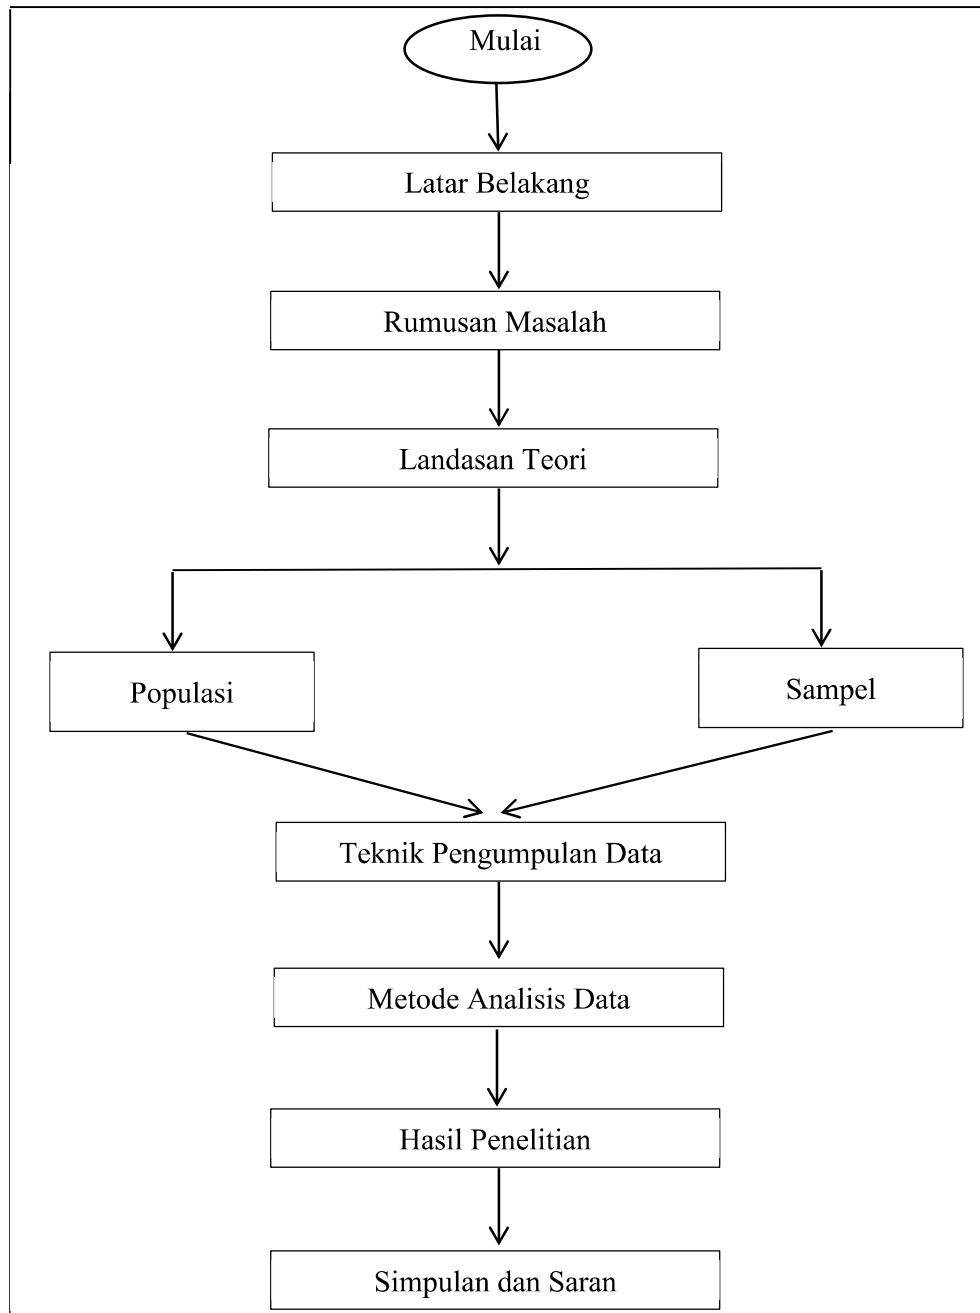 Mulai
Latar Belakang
Rumusan Masalah
Landasan Teori
Populasi
Sampel
Teknik Pengumpulan Data
Metode Analisis Data
Hasil Penelitian
Simpulan dan Saran